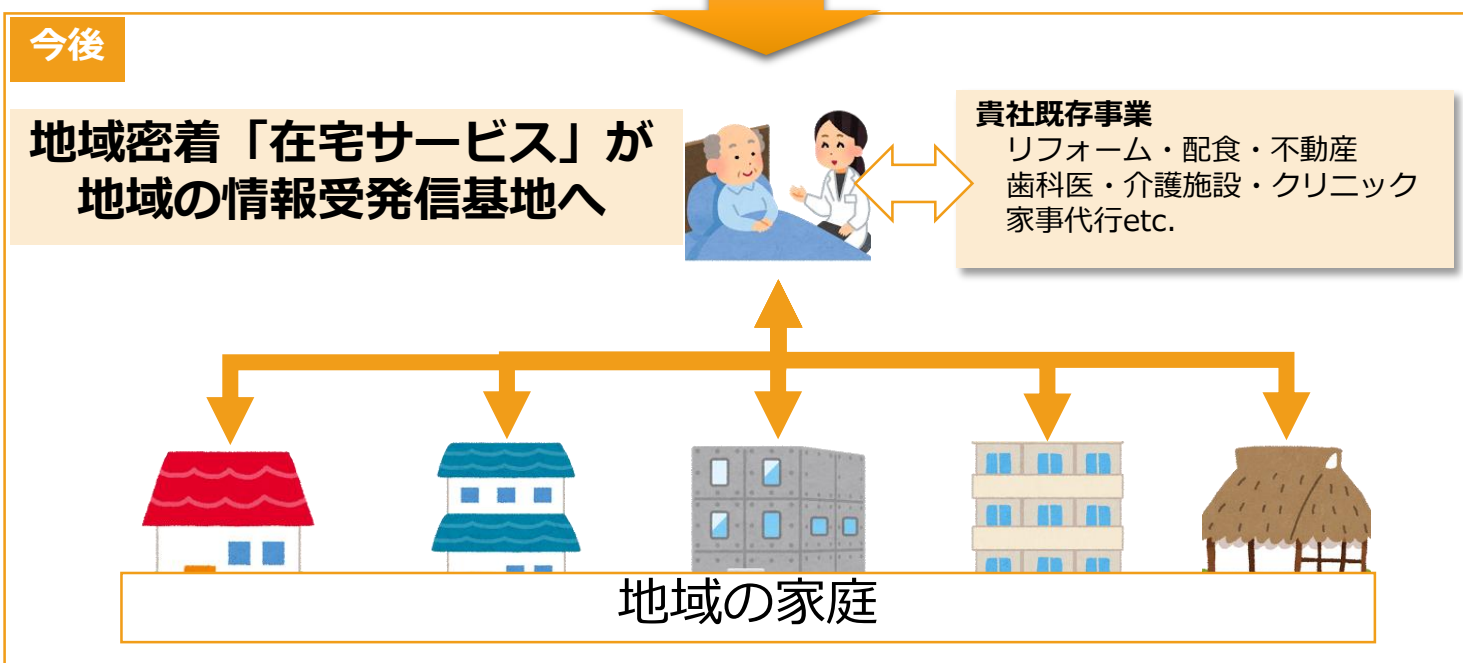 今後
地域密着「在宅サービス」が
地域の情報受発信基地へ
貴社既存事業
リフォーム・配食・不動産
歯科医・介護施設・クリニック
家事代行etc.
地域の家庭